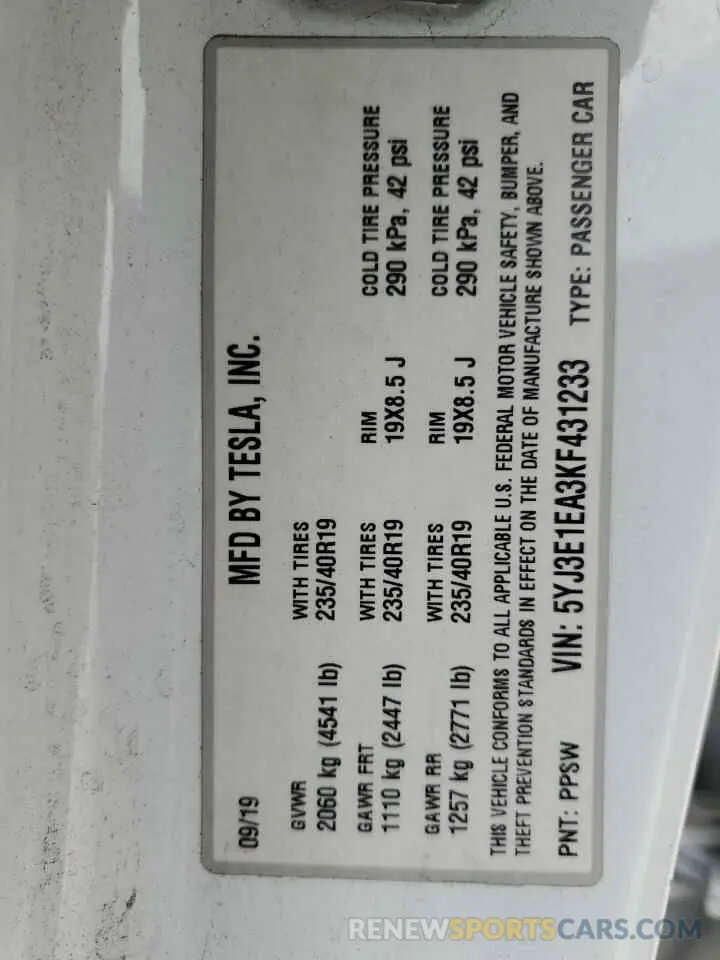 09/19 MFD BY TESLA, INC.
GVWR WITH TIRES
2060 kg (4541 lb) 235/40R19
GAWR FRT WITH TIRES RIM COLD TIRE PRESSURE
1110 kg (2447 lb) 235/40R19 19X8.5 J 290 kPa, 42 psi
GAWR RR WITH TIRES RIM COLD TIRE PRESSURE
1257 kg (2771 lb) 235/40R19 19X8.5 J 290 kPa, 42 psi
THIS VEHICLE CONFORMS TO ALL APPLICABLE U.S. FEDERAL MOTOR VEHICLE SAFETY, BUMPER, AND
THEFT PREVENTION STANDARDS IN EFFECT ON THE DATE OF MANUFACTURE SHOWN ABOVE.
PNT: PPSW VIN: 5YJ3E1EA3KF431233 TYPE: PASSENGER CAR
RENEWSPORTSCARS.COM